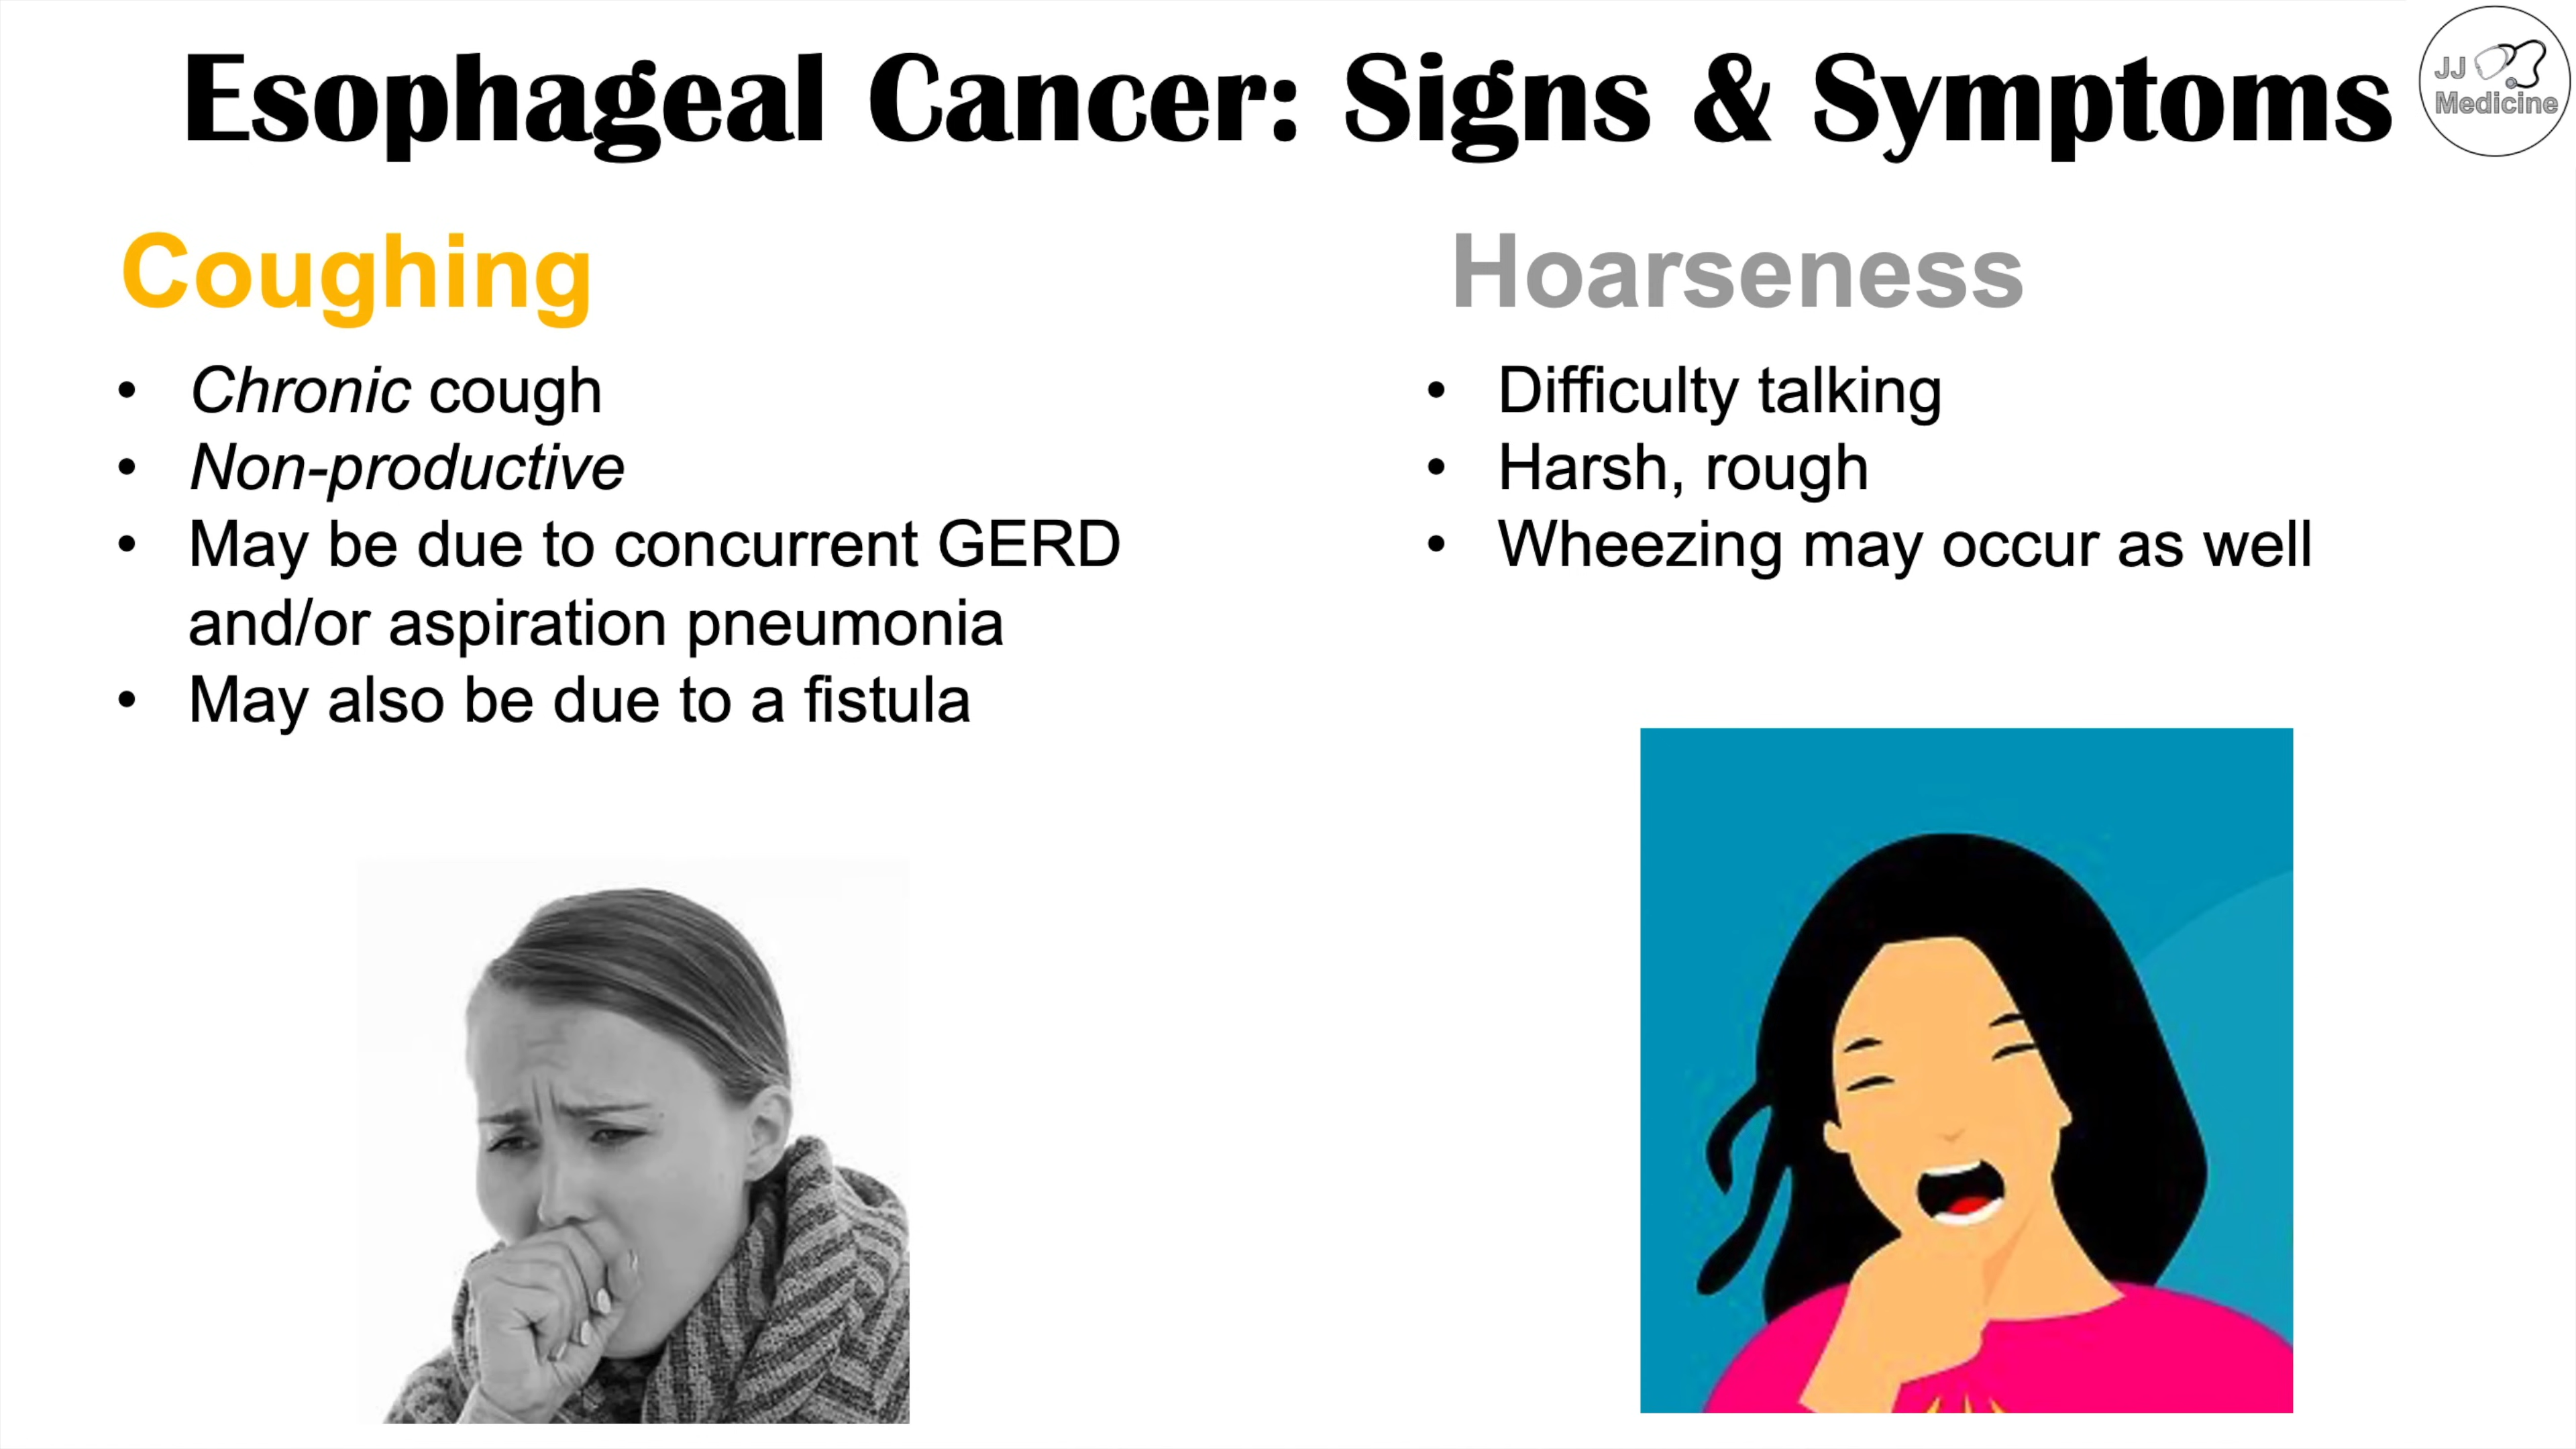 Esophageal Cancer: Signs & Symptoms
JJ
Medicine
Coughing
• Chronic cough
• Non-productive
• May be due to concurrent GERD
and/or aspiration pneumonia
• May also be due to a fistula
Hoarseness
• Difficulty talking
• Harsh, rough
• Wheezing may occur as well